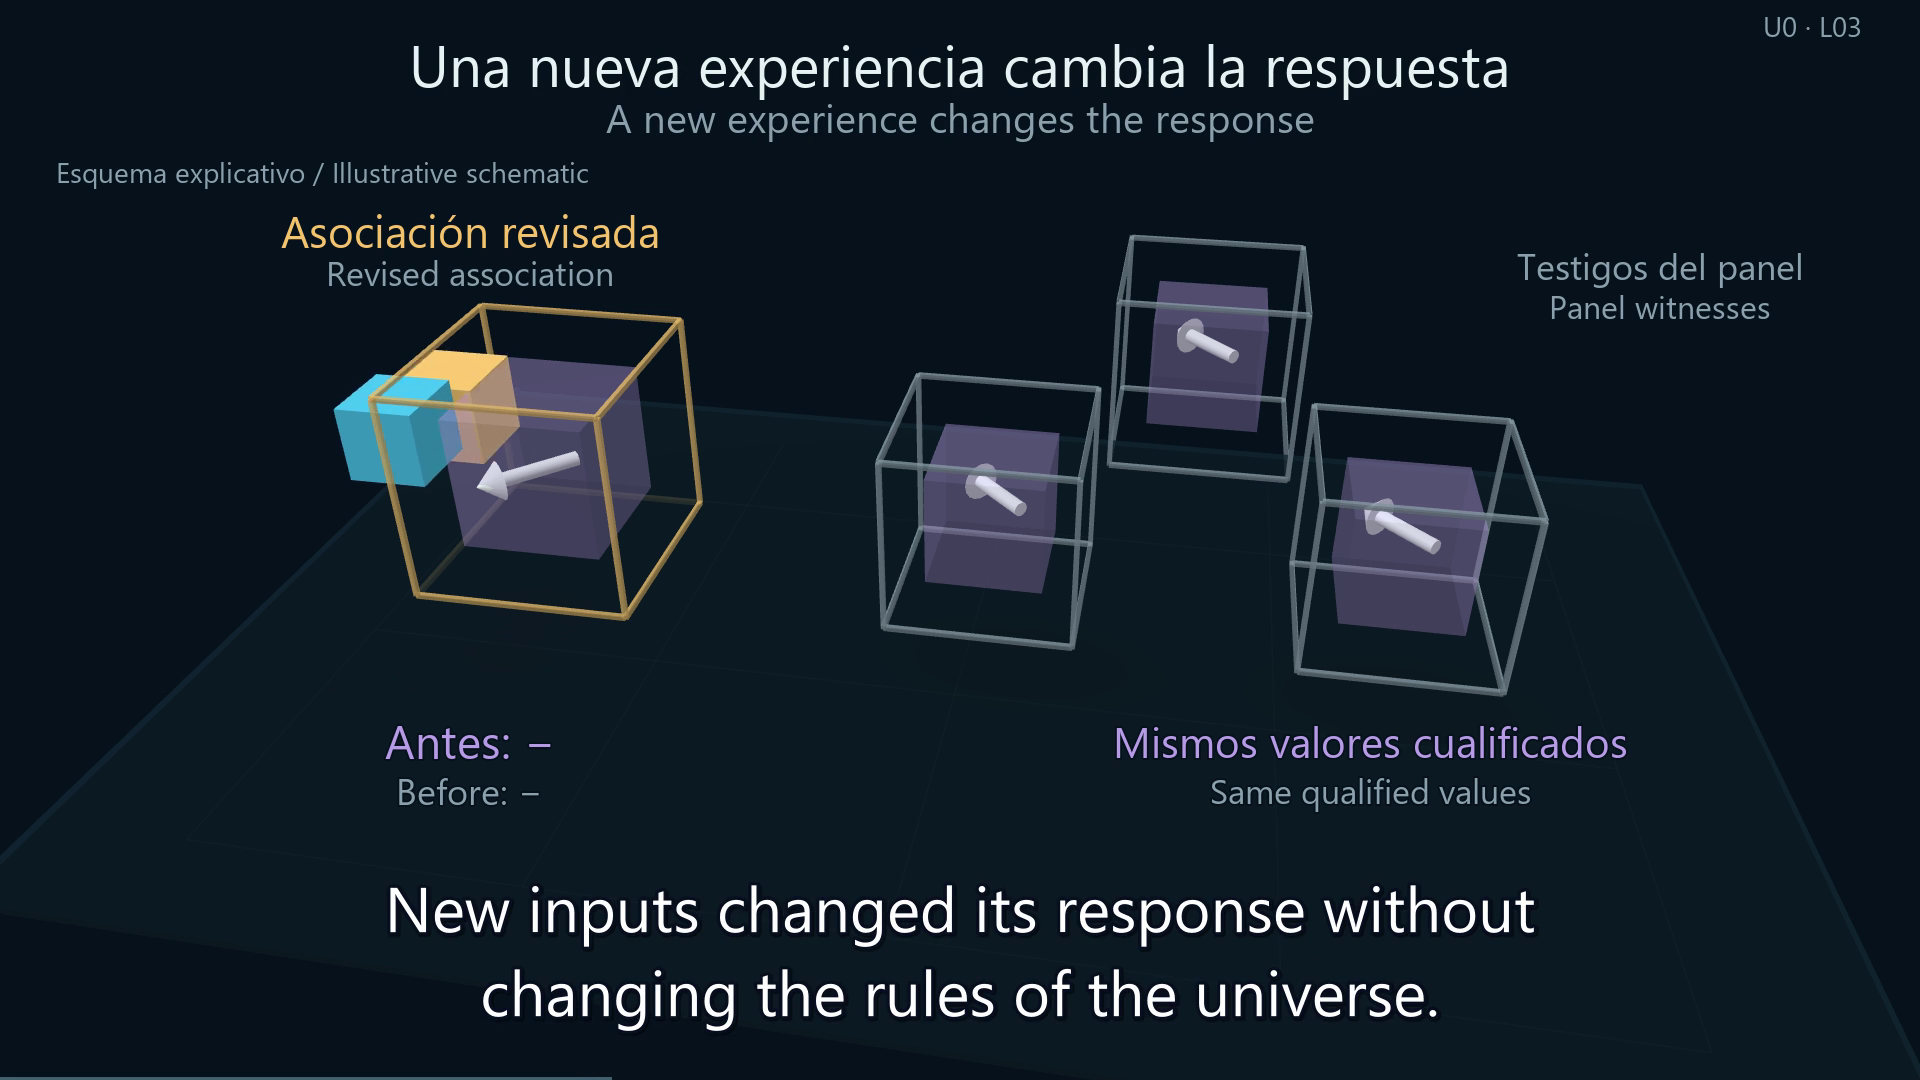 U0 · L03
Una nueva experiencia cambia la respuesta
A new experience changes the response
Esquema explicativo / Illustrative schematic
Asociación revisada
Revised association
Testigos del panel
Panel witnesses
Antes: –
Before: –
Mismos valores cualificados
Same qualified values
New inputs changed its response without
changing the rules of the universe.